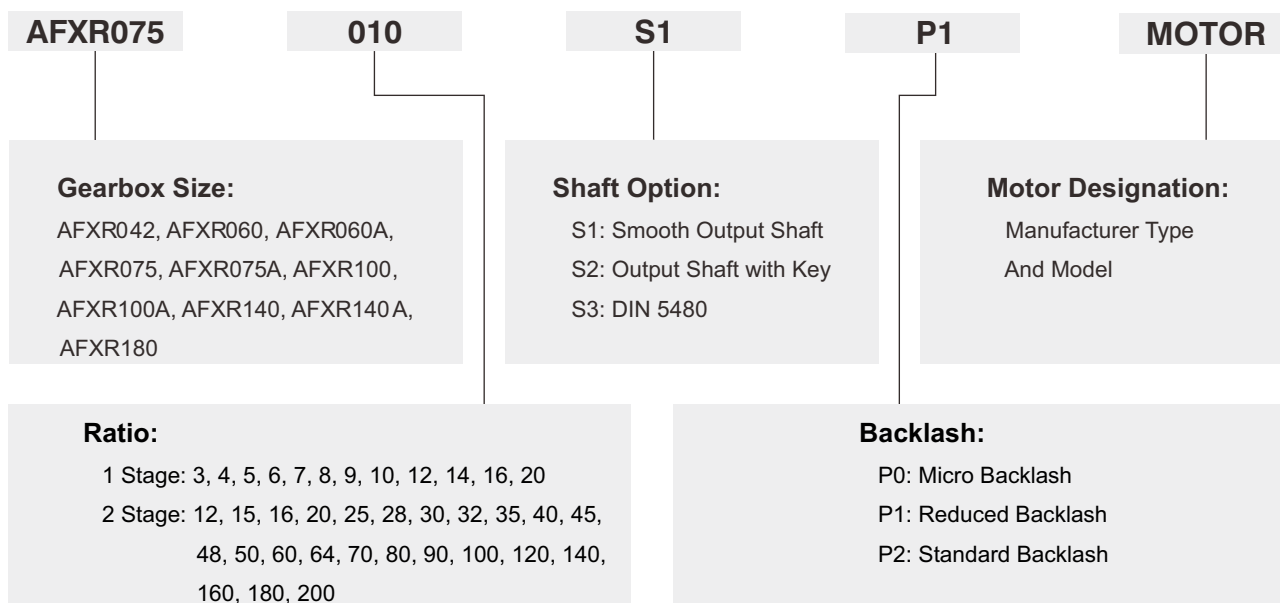 AFXR075 010 S1 P1 MOTOR
Gearbox Size:
AFXR042, AFXR060, AFXR060A,
AFXR075, AFXR075A, AFXR100,
AFXR100A, AFXR140, AFXR140A,
AFXR180
Shaft Option:
S1: Smooth Output Shaft
S2: Output Shaft with Key
S3: DIN 5480
Motor Designation:
Manufacturer Type
And Model
Ratio:
1 Stage: 3, 4, 5, 6, 7, 8, 9, 10, 12, 14, 16, 20
2 Stage: 12, 15, 16, 20, 25, 28, 30, 32, 35, 40, 45,
48, 50, 60, 64, 70, 80, 90, 100, 120, 140,
160, 180, 200
Backlash:
P0: Micro Backlash
P1: Reduced Backlash
P2: Standard Backlash